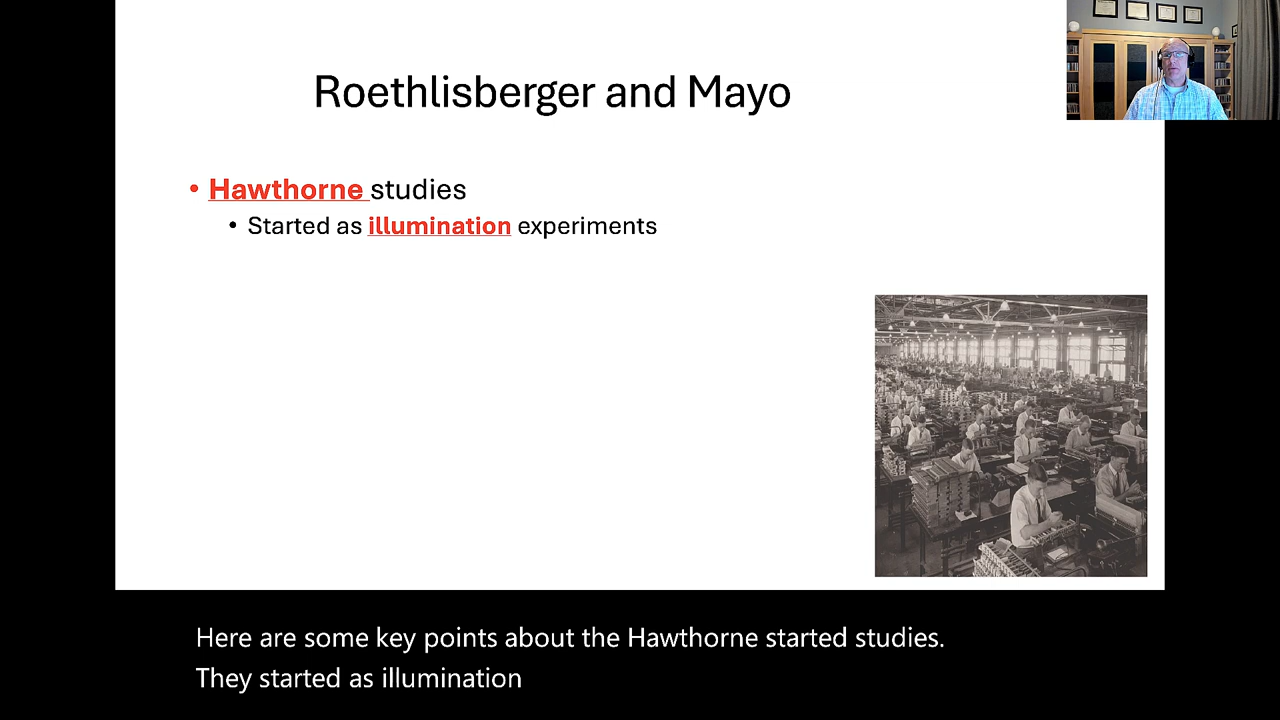 Roethlisberger and Mayo
• Hawthorne studies
• Started as illumination experiments
Here are some key points about the Hawthorne started studies.
They started as illumination